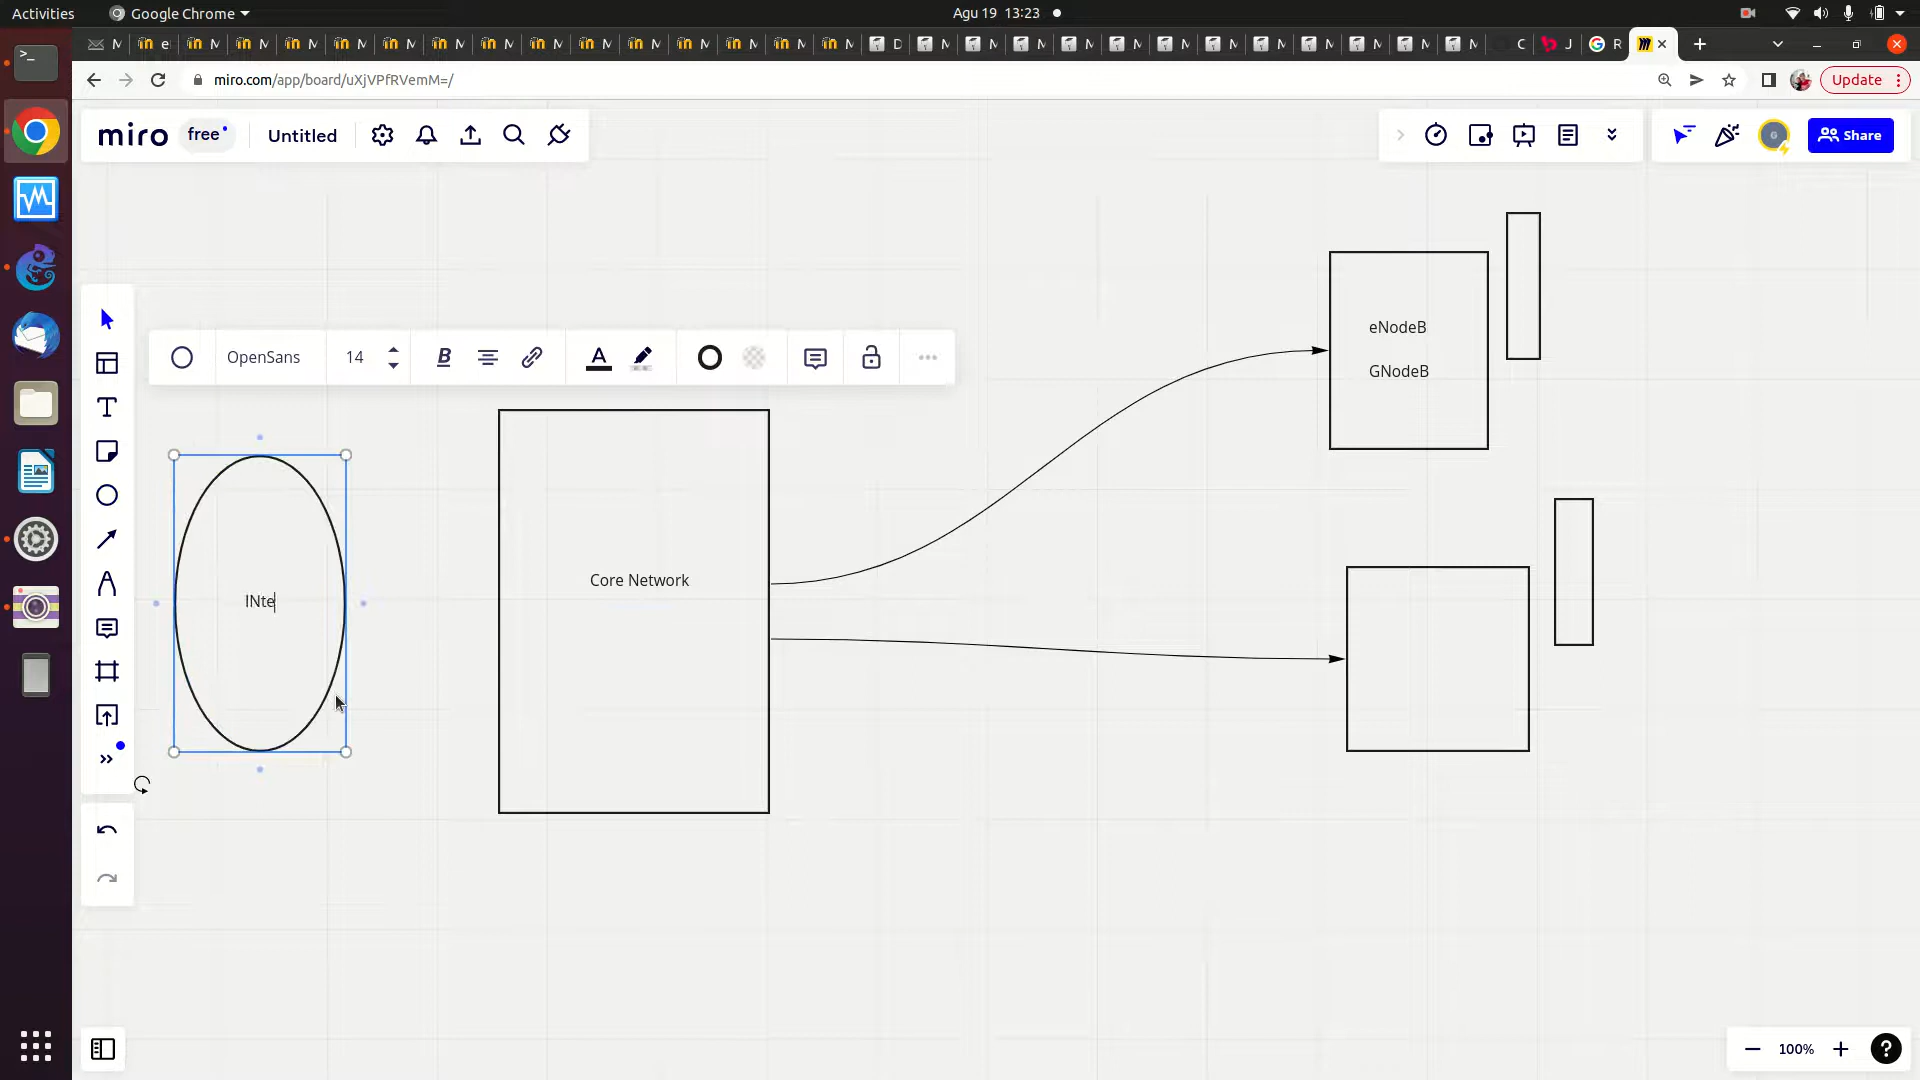 Activities
Google Chrome
Agu 19 13:23
M
e
M
M
M
M
M
M
M
M
M
M
M
M
M
M
D
M
M
M
M
M
M
M
M
M
M
M
M
C
J
R
miro.com/app/board/uXjVPfRVemM=/
Update
miro
free
Untitled
Share
OpenSans
14
B
A
eNodeB
GNodeB
Core Network
INte
100%